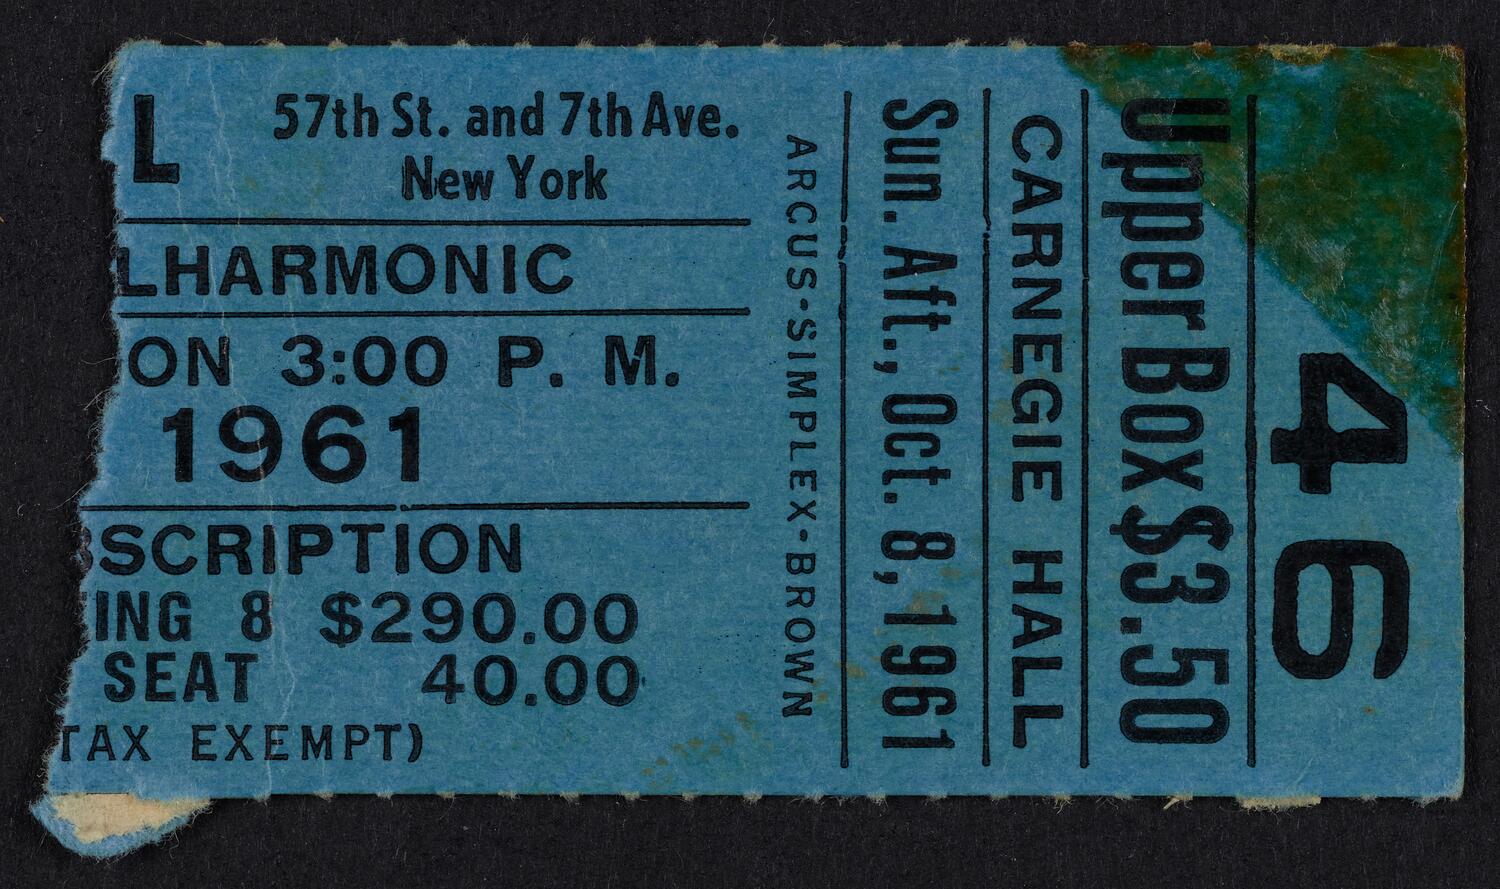 L 57th St. and 7th Ave.
New York
LHARMONIC
ON 3:00 P. M.
1961
SCRIPTION
ING 8 $290.00
SEAT 40.00
TAX EXEMPT)
ARCUS-SIMPLEX-BROWN
Sun. Aft., Oct. 8, 1961
CARNEGIE HALL
Upper Box $3.50
46